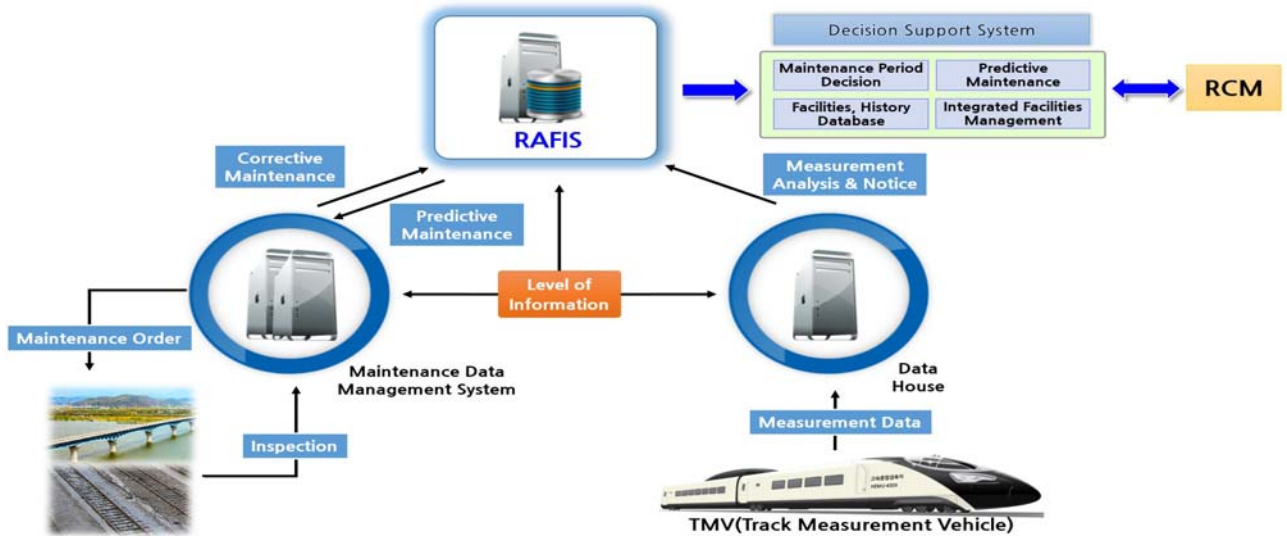 Decision Support System
Maintenance Period
Decision
Predictive
Maintenance
Facilities, History
Database
Integrated Facilities
Management
RCM
RAFIS
Corrective
Maintenance
Measurement
Analysis & Notice
Predictive
Maintenance
Level of
Information
Maintenance Order
Maintenance Data
Management System
Data
House
Inspection
Measurement Data
TMV(Track Measurement Vehicle)